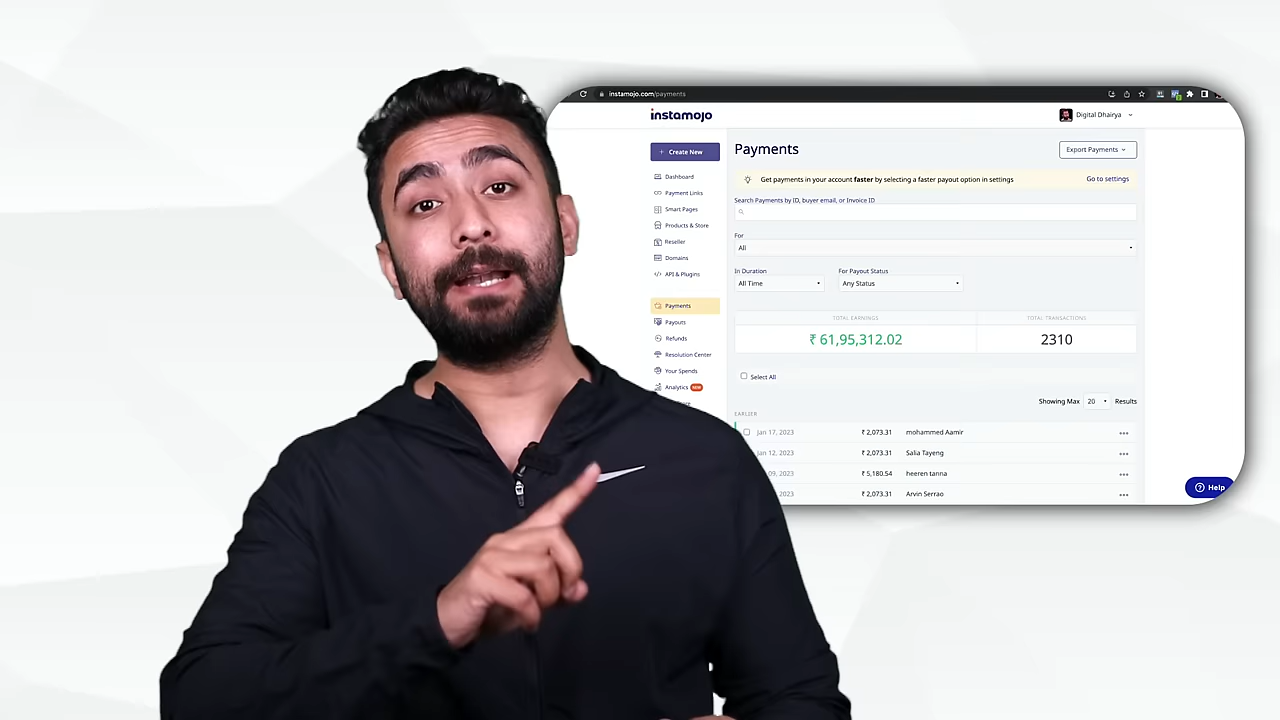 instamojo.com/payments
instamojo
Digital Dhairya
+ Create New
Dashboard
Payment Links
Smart Pages
Products & Store
Reseller
Domains
API & Plugins
Payments
Payouts
Refunds
Resolution Center
Your Spends
Analytics NEW
Payments
Export Payments
Get payments in your account faster by selecting a faster payout option in settings
Go to settings
Search Payments by ID, buyer email, or Invoice ID
For
All
In Duration
For Payout Status
All Time
Any Status
TOTAL EARNINGS
TOTAL TRANSACTIONS
₹ 61,95,312.02
2310
Select All
Showing Max 20 Results
EARLIER
Jan 17, 2023 ₹ 2,073.31 mohammed Aamir
Jan 12, 2023 ₹ 2,073.31 Salia Tayeng
09, 2023 ₹ 5,180.54 heeren tanna
2023 ₹ 2,073.31 Arvin Serrao
Help